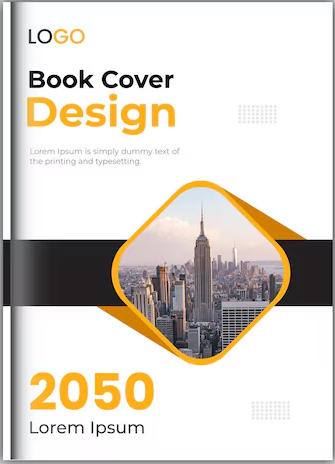 LOGO
Book Cover
Design
Lorem Ipsum is simply dummy text of
the printing and typesetting.
2050
Lorem Ipsum